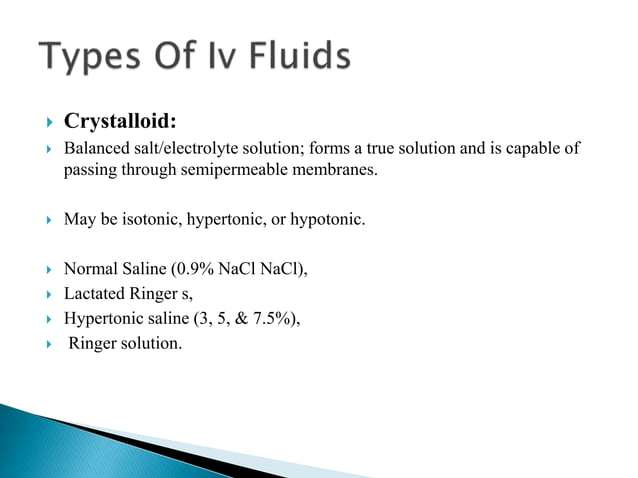 Types Of Iv Fluids
Crystalloid:
Balanced salt/electrolyte solution; forms a true solution and is capable of
passing through semipermeable membranes.
May be isotonic, hypertonic, or hypotonic.
Normal Saline (0.9% NaCl NaCl),
Lactated Ringer s,
Hypertonic saline (3, 5, & 7.5%),
Ringer solution.